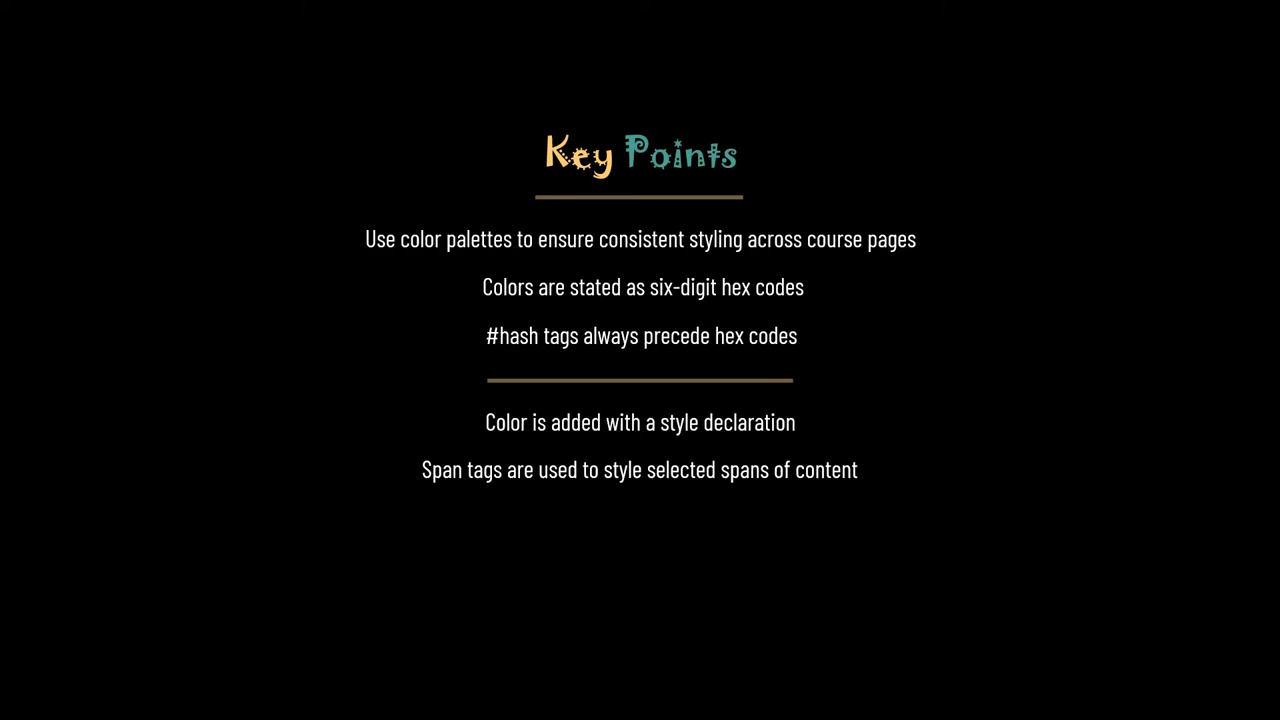 Key Points
Use color palettes to ensure consistent styling across course pages
Colors are stated as six-digit hex codes
#hash tags always precede hex codes
Color is added with a style declaration
Span tags are used to style selected spans of content